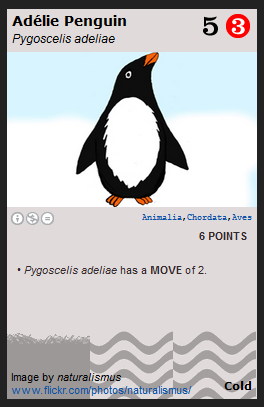 Adélie Penguin
Pygoscelis adeliae
5 3
Animalia,Chordata,Aves
6 POINTS
• Pygoscelis adeliae has a MOVE of 2.
Image by naturalismus
www.flickr.com/photos/naturalismus/
Cold